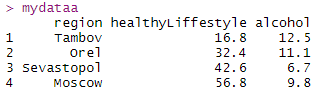 > mydataa
region healthyLiffestyle alcohol
1 Tambov 16.8 12.5
2 Orel 32.4 11.1
3 Sevastopol 42.6 6.7
4 Moscow 56.8 9.8